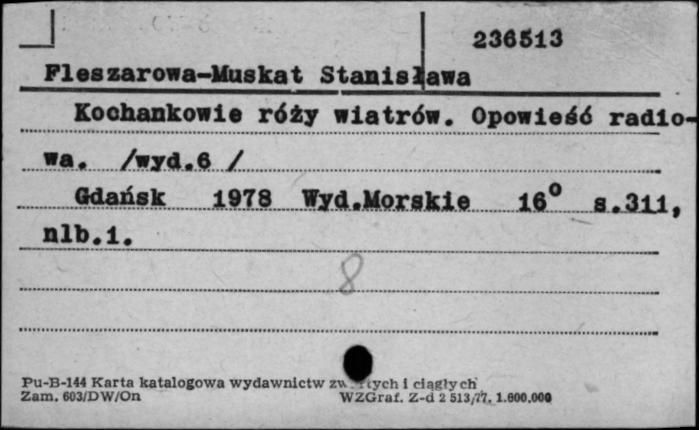 236513
Fleszarowa-Muskat Stanisława
Kochankowie róży wiatrów. Opowieść radio-
wa. /wyd.6 /
Gdańsk 1978 Wyd.Morskie 16° s.311,
nlb.1.
8
Pu-B-144 Karta katalogowa wydawnictw i ciągłych
Zam. 603/DW/On WZGraf. Z-d 2 513/77. 1.600.000